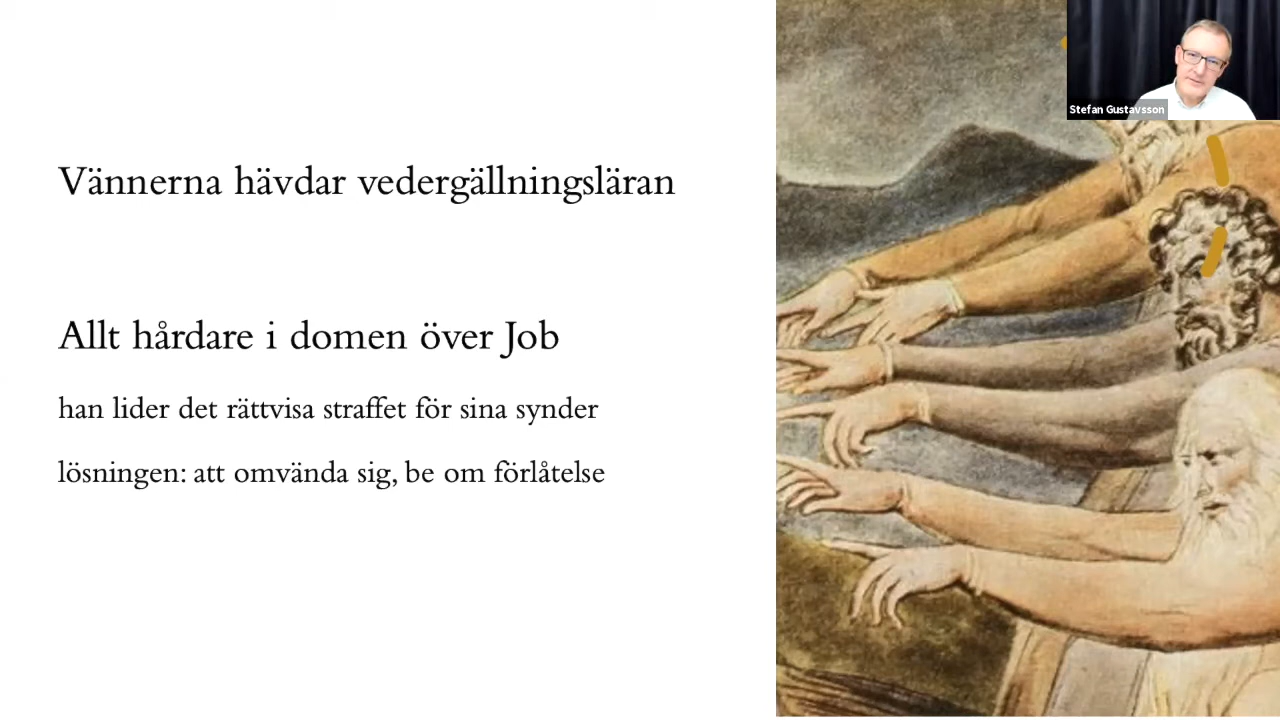 Vännerna hävdar vedergällningsläran
Allt hårdare i domen över Job
han lider det rättvisa straffet för sina synder
lösningen: att omvända sig, be om förlåtelse
Stefan Gustavsson